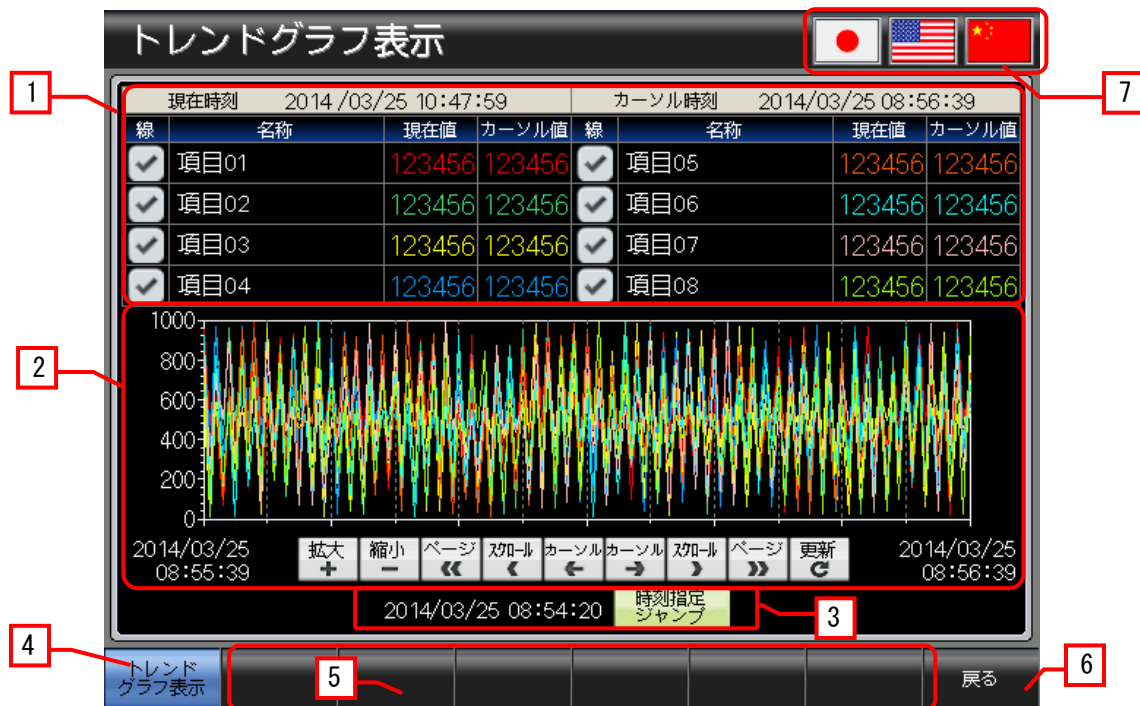 トレンドグラフ表示
7
1
現在時刻 2014/03/25 10:47:59 カーソル時刻 2014/03/25 08:56:39
線 名称 現在値 カーソル値 線 名称 現在値 カーソル値
項目01 123456 123456 項目05 123456 123456
項目02 123456 123456 項目06 123456 123456
項目03 123456 123456 項目07 123456 123456
項目04 123456 123456 項目08 123456 123456
2
1000
800
600
400
200
0
2014/03/25
08:55:39
拡大 縮小 ページ スクロール カーソル カーソル スクロール ページ 更新
2014/03/25
08:56:39
2014/03/25 08:54:20
時刻指定
ジャンプ
3
4
トレンド
グラフ表示
5
戻る
6